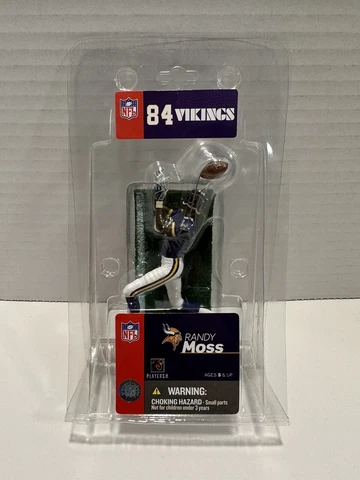 NFL
84 VIKINGS
NFL
RANDY
Moss
PLAYERS
AGES 5 & UP
WARNING:
CHOKING HAZARD - Small parts
Not for children under 3 years